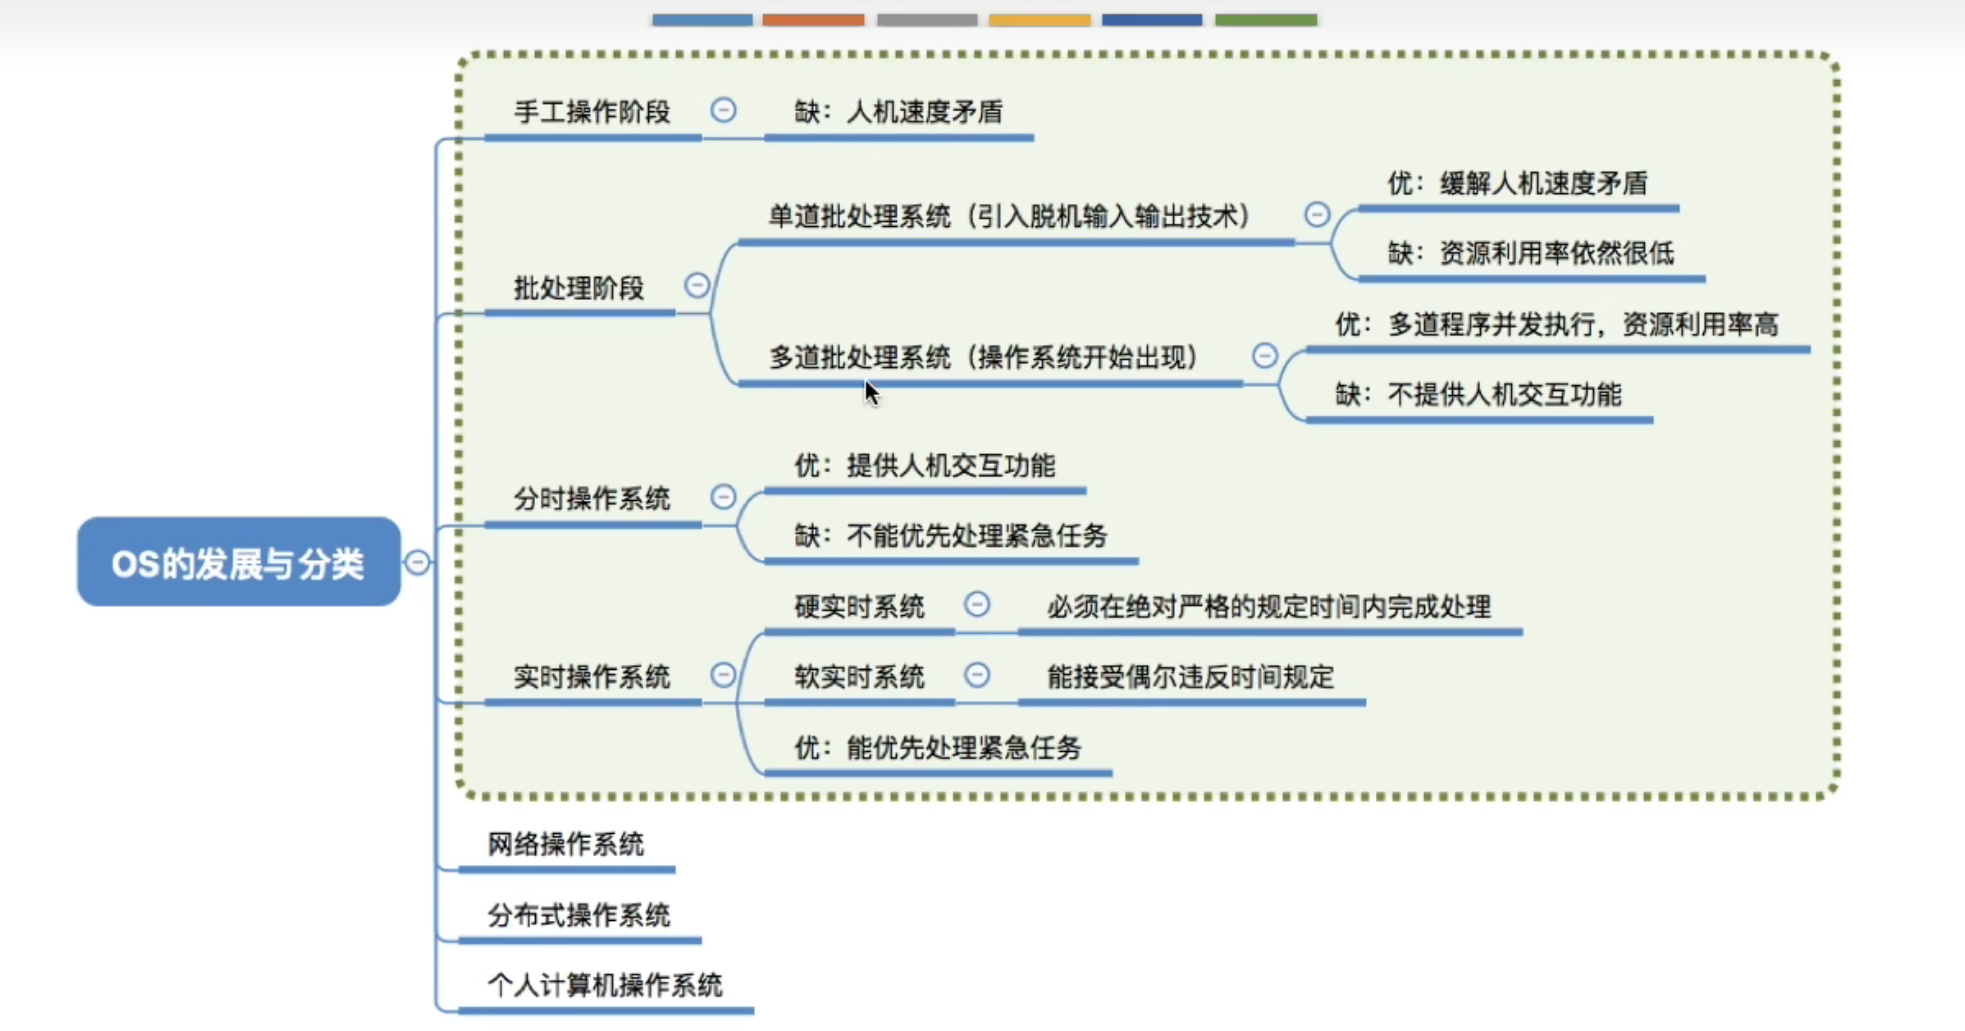 手工操作阶段
缺：人机速度矛盾
批处理阶段
单道批处理系统（引入脱机输入输出技术）
优：缓解人机速度矛盾
缺：资源利用率依然很低
多道批处理系统（操作系统开始出现）
优：多道程序并发执行，资源利用率高
缺：不提供人机交互功能
OS的发展与分类
分时操作系统
优：提供人机交互功能
缺：不能优先处理紧急任务
实时操作系统
硬实时系统
必须在绝对严格的规定时间内完成处理
软实时系统
能接受偶尔违反时间规定
优：能优先处理紧急任务
网络操作系统
分布式操作系统
个人计算机操作系统